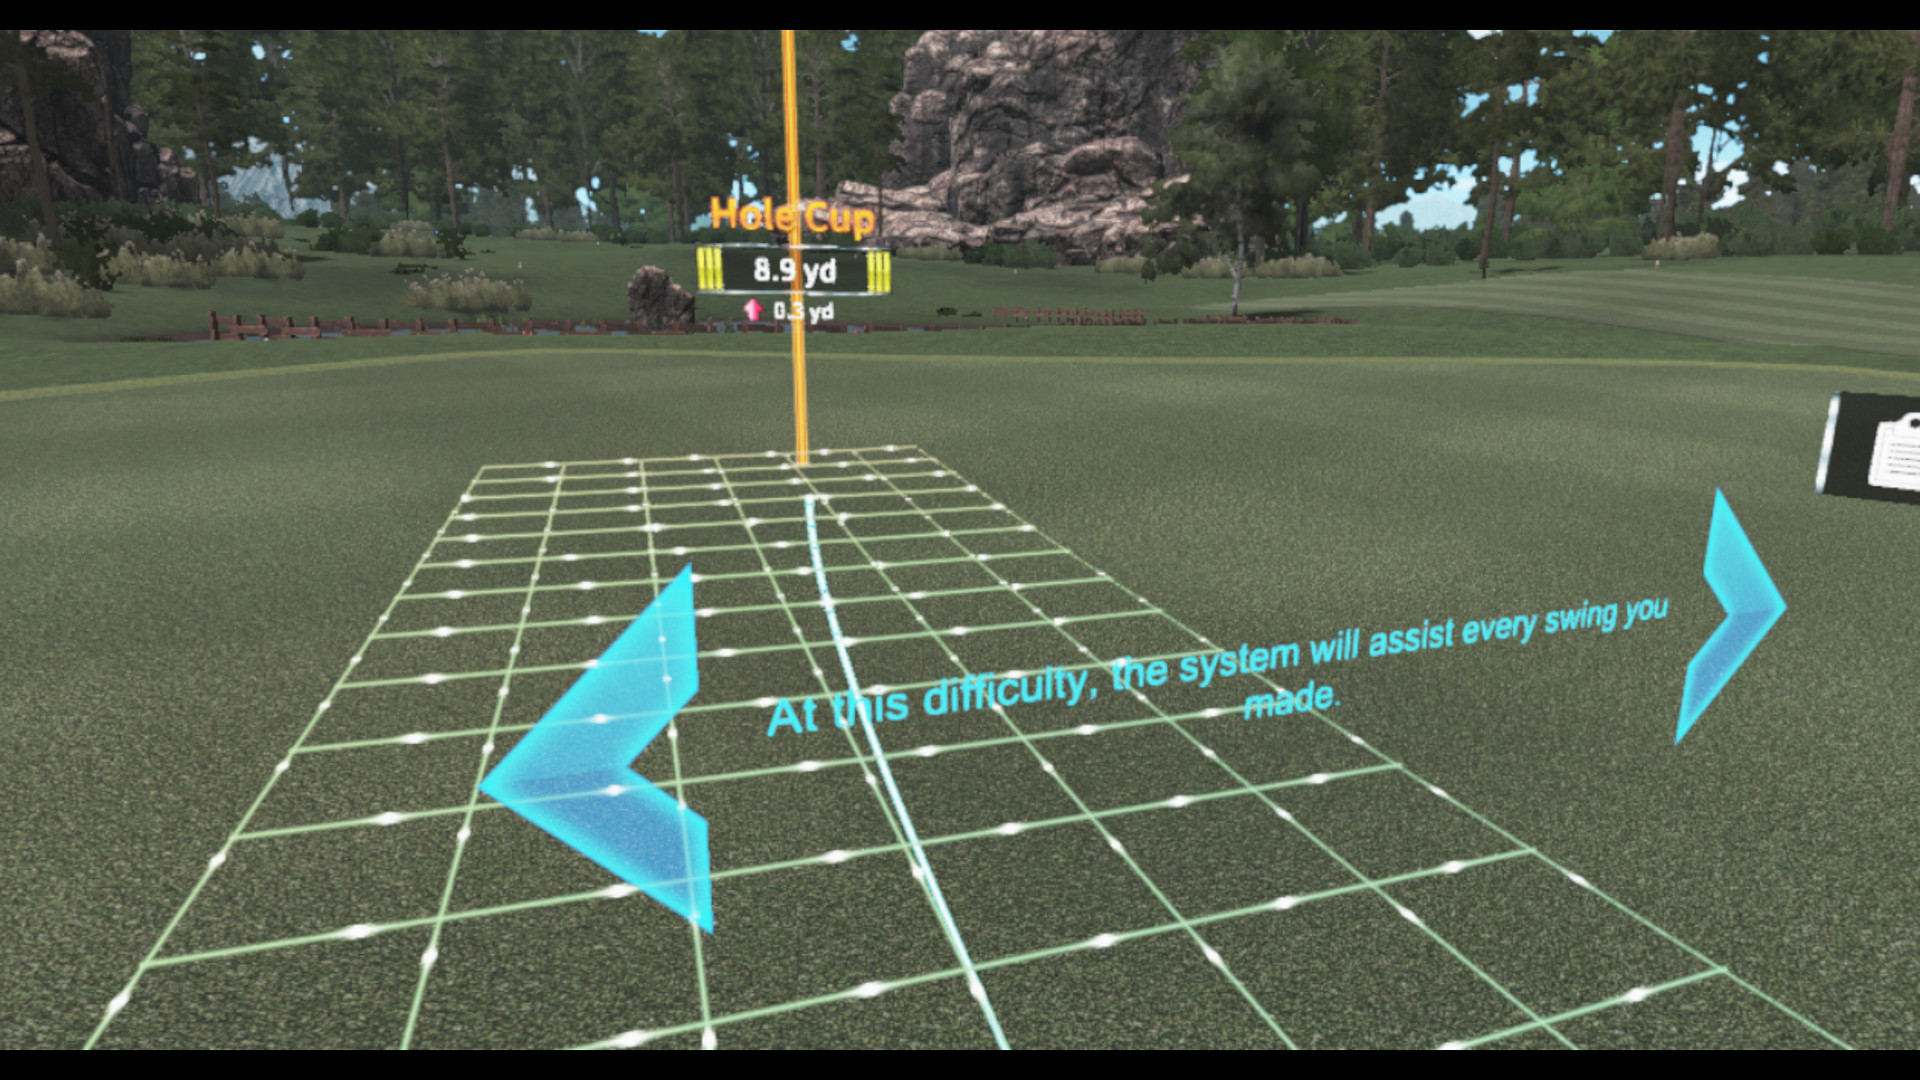 Hole Cup
8.9 yd
0.3 yd
At this difficulty, the system will assist every swing you
made.